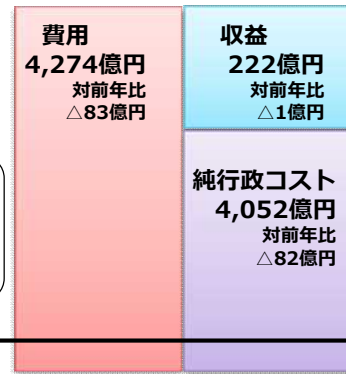 費用
4,274億円
対前年比
△83億円
収益
222億円
対前年比
△1億円
純行政コスト
4,052億円
対前年比
△82億円